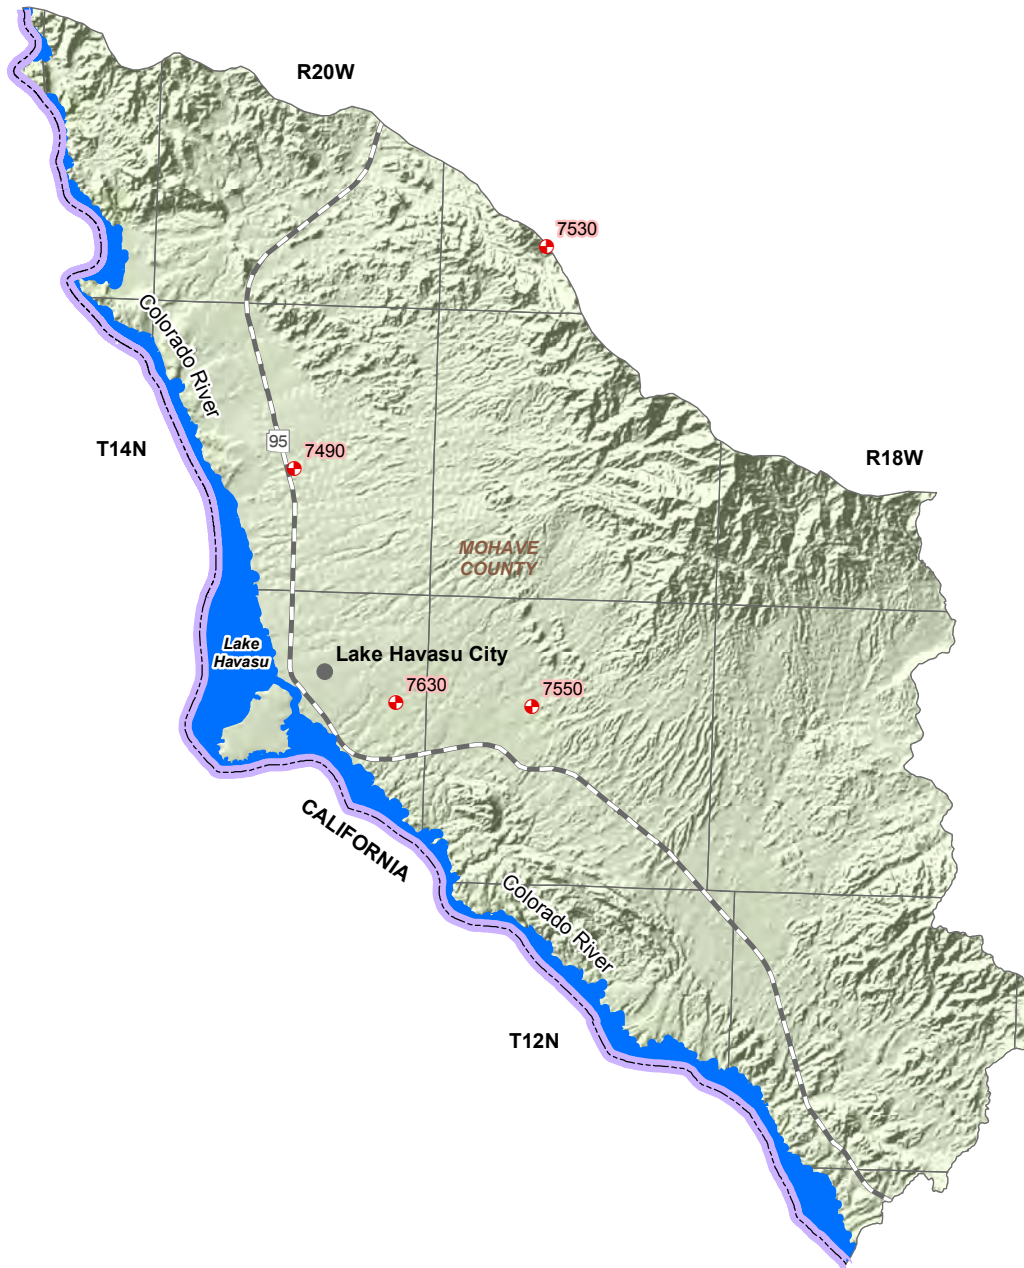 R20W
7530
Colorado River
T14N
95
7490
R18W
MOHAVE
COUNTY
Lake
Havasu
Lake Havasu City
7630
7550
CALIFORNIA
Colorado River
T12N